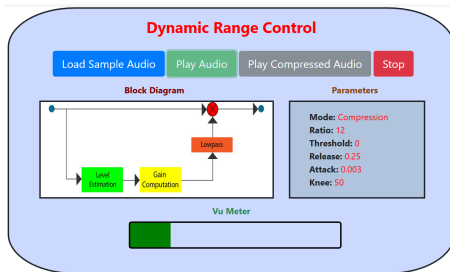 Dynamic Range Control
Load Sample Audio
Play Audio
Play Compressed Audio
Stop
Block Diagram
Parameters
X
Lowpass
Level
Estimation
Gain
Computation
Mode: Compression
Ratio: 12
Threshold: 0
Release: 0.25
Attack: 0.003
Knee: 50
Vu Meter